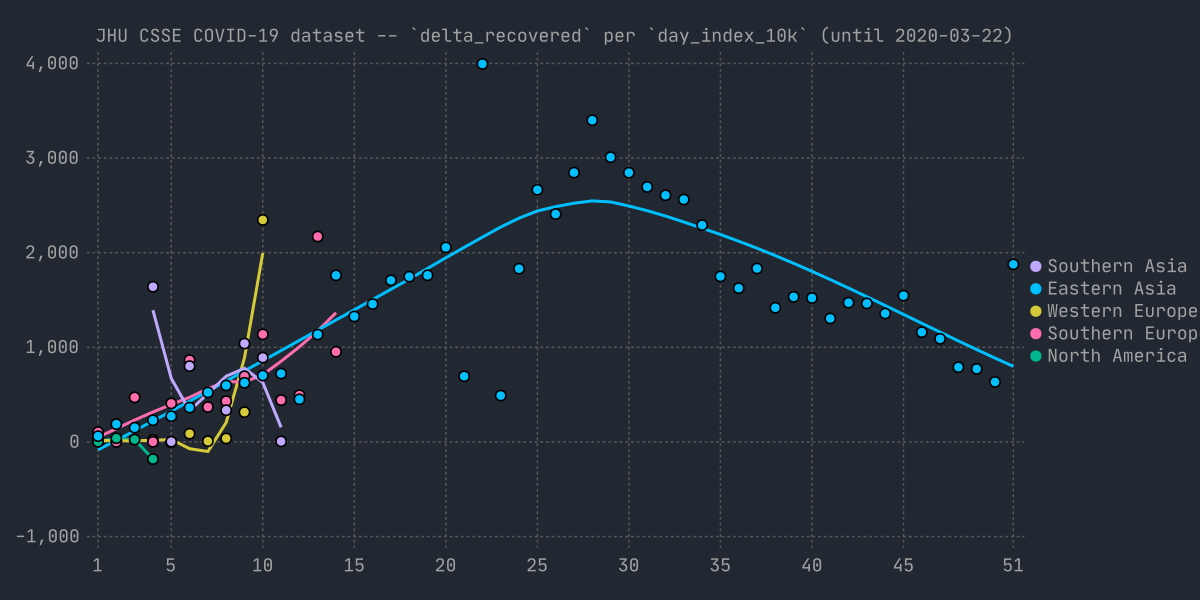 JHU CSSE COVID-19 dataset -- `delta_recovered` per `day_index_10k` (until 2020-03-22)
4,000
3,000
2,000
1,000
0
-1,000
1 5 10 15 20 25 30 35 40 45 51
Southern Asia
Eastern Asia
Western Europe
Southern Europ
North America